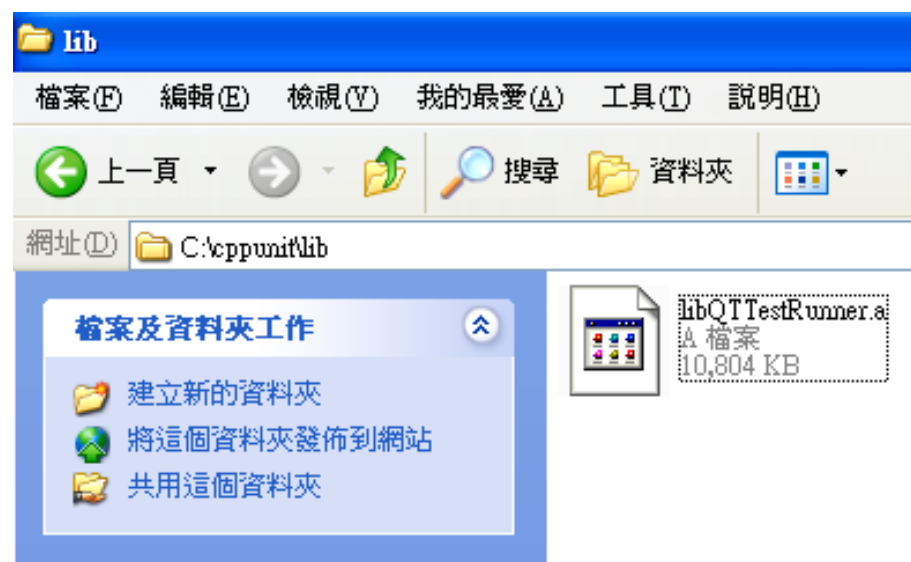 lib
檔案(F) 編輯(E) 檢視(V) 我的最愛(A) 工具(T) 說明(H)
上一頁 搜尋 資料夾
網址(D) C:\cppunit\lib
檔案及資料夾工作
建立新的資料夾
將這個資料夾發佈到網站
共用這個資料夾
libQTTestRunner.a
A 檔案
10,804 KB